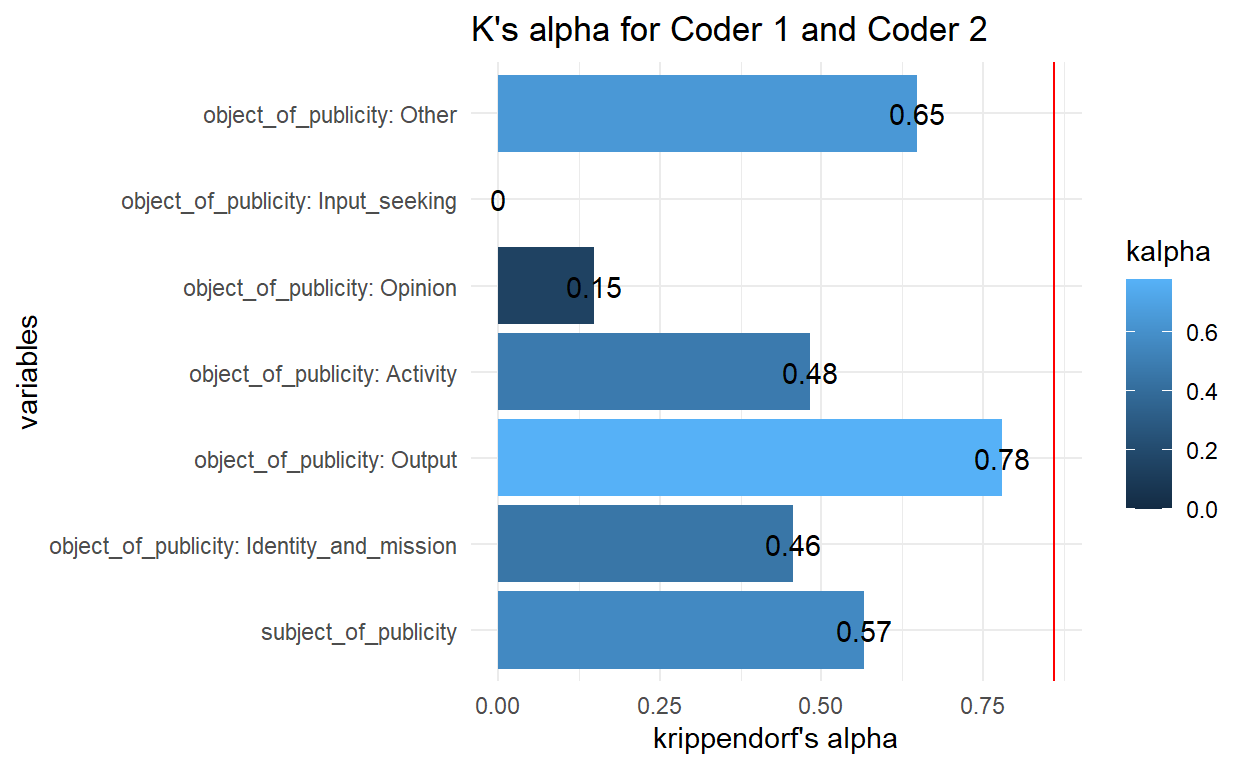 K's alpha for Coder 1 and Coder 2
object_of_publicity: Other
0.65
object_of_publicity: Input_seeking
0
object_of_publicity: Opinion
0.15
object_of_publicity: Activity
0.48
object_of_publicity: Output
0.78
object_of_publicity: Identity_and_mission
0.46
subject_of_publicity
0.57
variables
0.00 0.25 0.50 0.75
krippendorf's alpha
kalpha
0.6
0.4
0.2
0.0